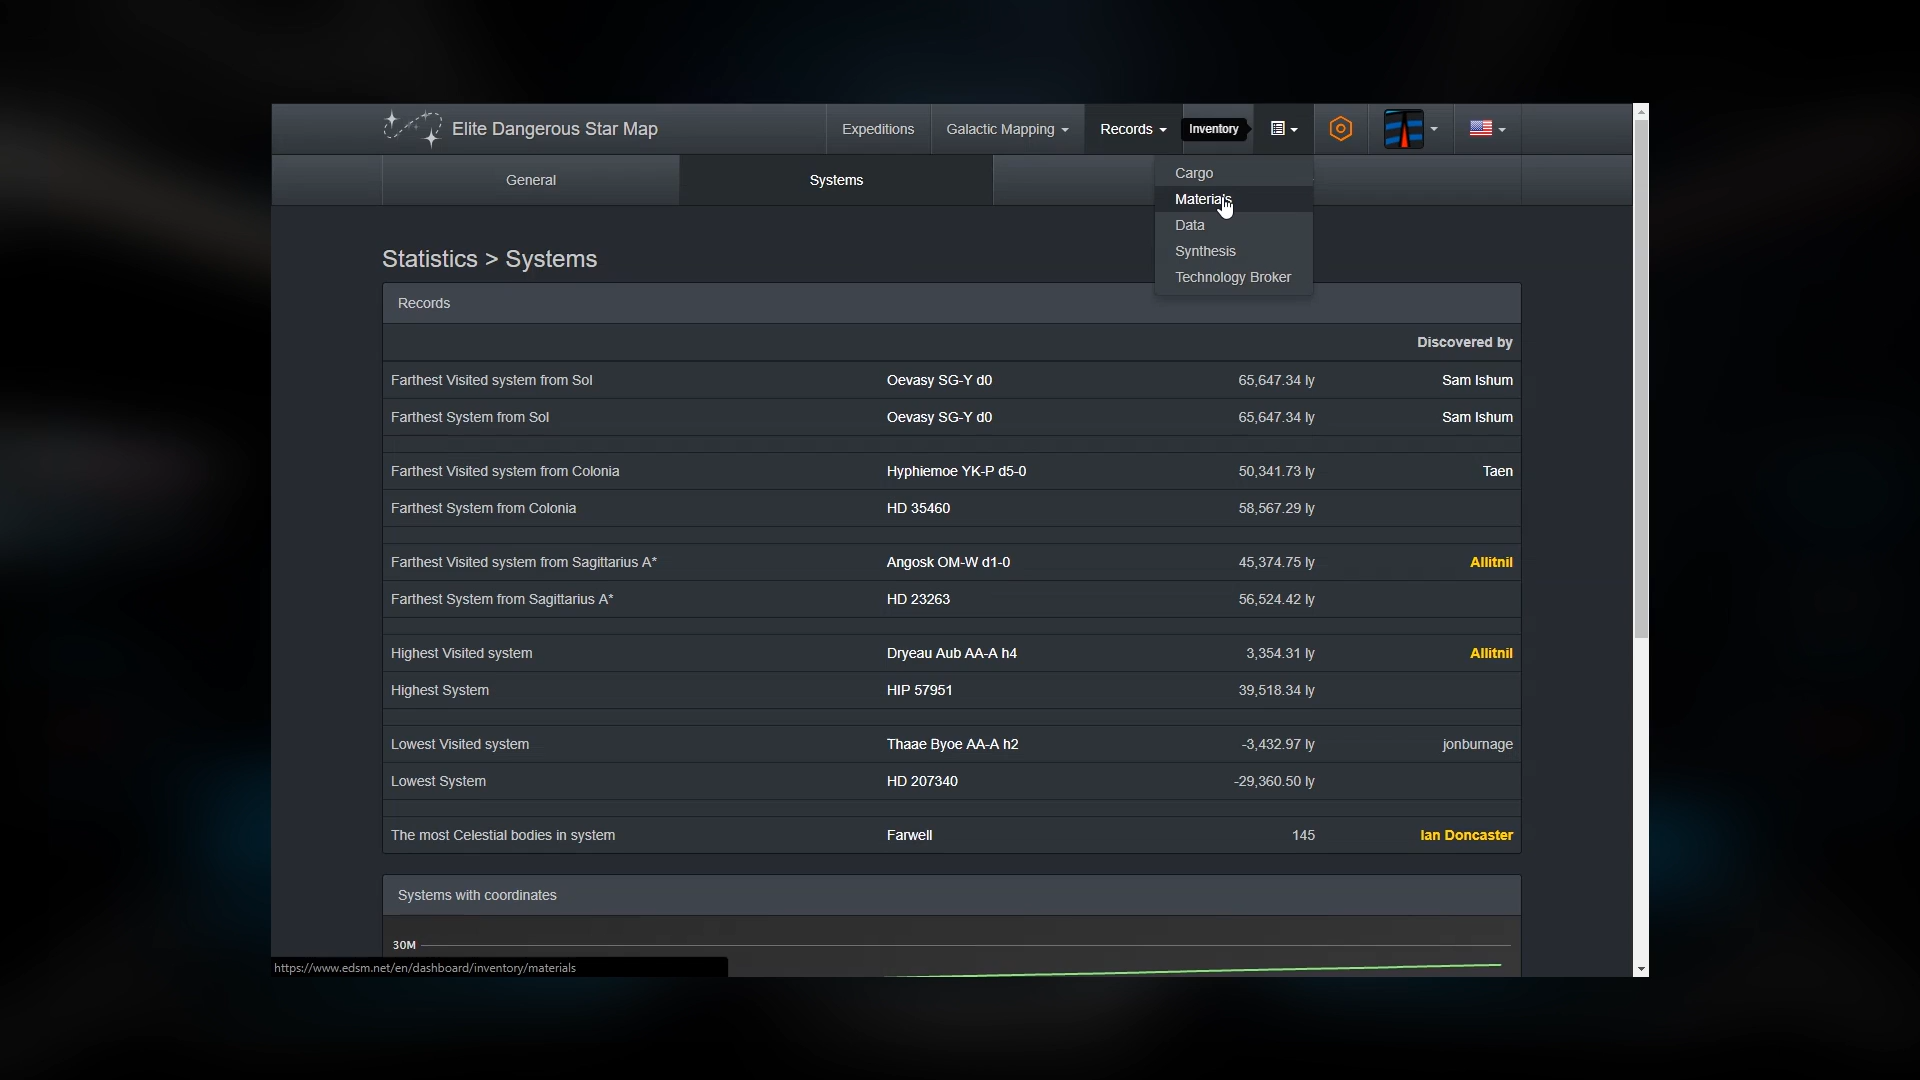 Elite Dangerous Star Map
Expeditions
Galactic Mapping
Records
Inventory
General
Systems
Cargo
Materials
Data
Synthesis
Technology Broker
Statistics > Systems
Records
Discovered by
Farthest Visited system from Sol Oevasy SG-Y d0 65,647.34 ly Sam Ishum
Farthest System from Sol Oevasy SG-Y d0 65,647.34 ly Sam Ishum
Farthest Visited system from Colonia Hyphiemoe YK-P d5-0 50,341.73 ly Taen
Farthest System from Colonia HD 35460 58,567.29 ly
Farthest Visited system from Sagittarius A* Angosk OM-W d1-0 45,374.75 ly Allitnil
Farthest System from Sagittarius A* HD 23263 56,524.42 ly
Highest Visited system Dryeau Aub AA-A h4 3,354.31 ly Allitnil
Highest System HIP 57951 39,518.34 ly
Lowest Visited system Thaae Byoe AA-A h2 -3,432.97 ly jonburnage
Lowest System HD 207340 -29,360.50 ly
The most Celestial bodies in system Farwell 145 Ian Doncaster
Systems with coordinates
30M
https://www.edsm.net/en/dashboard/inventory/materials